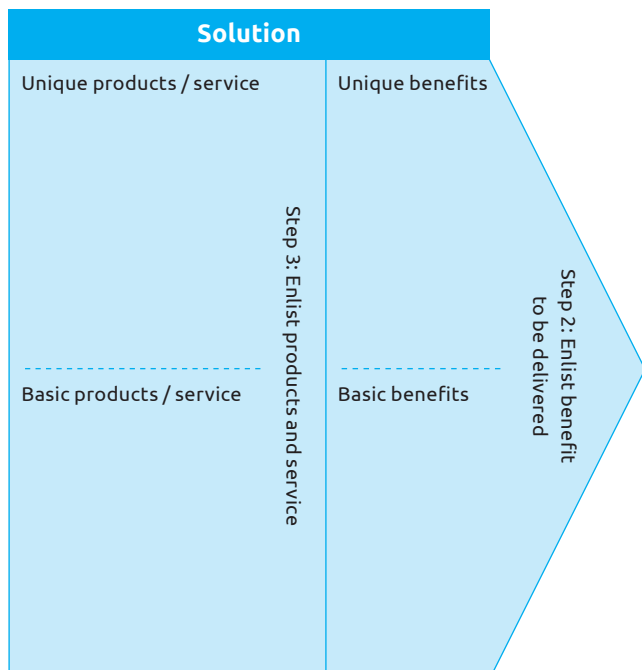 Solution
Unique products / service
Unique benefits
Step 3: Enlist products and service
Step 2: Enlist benefit
to be delivered
Basic products / service
Basic benefits